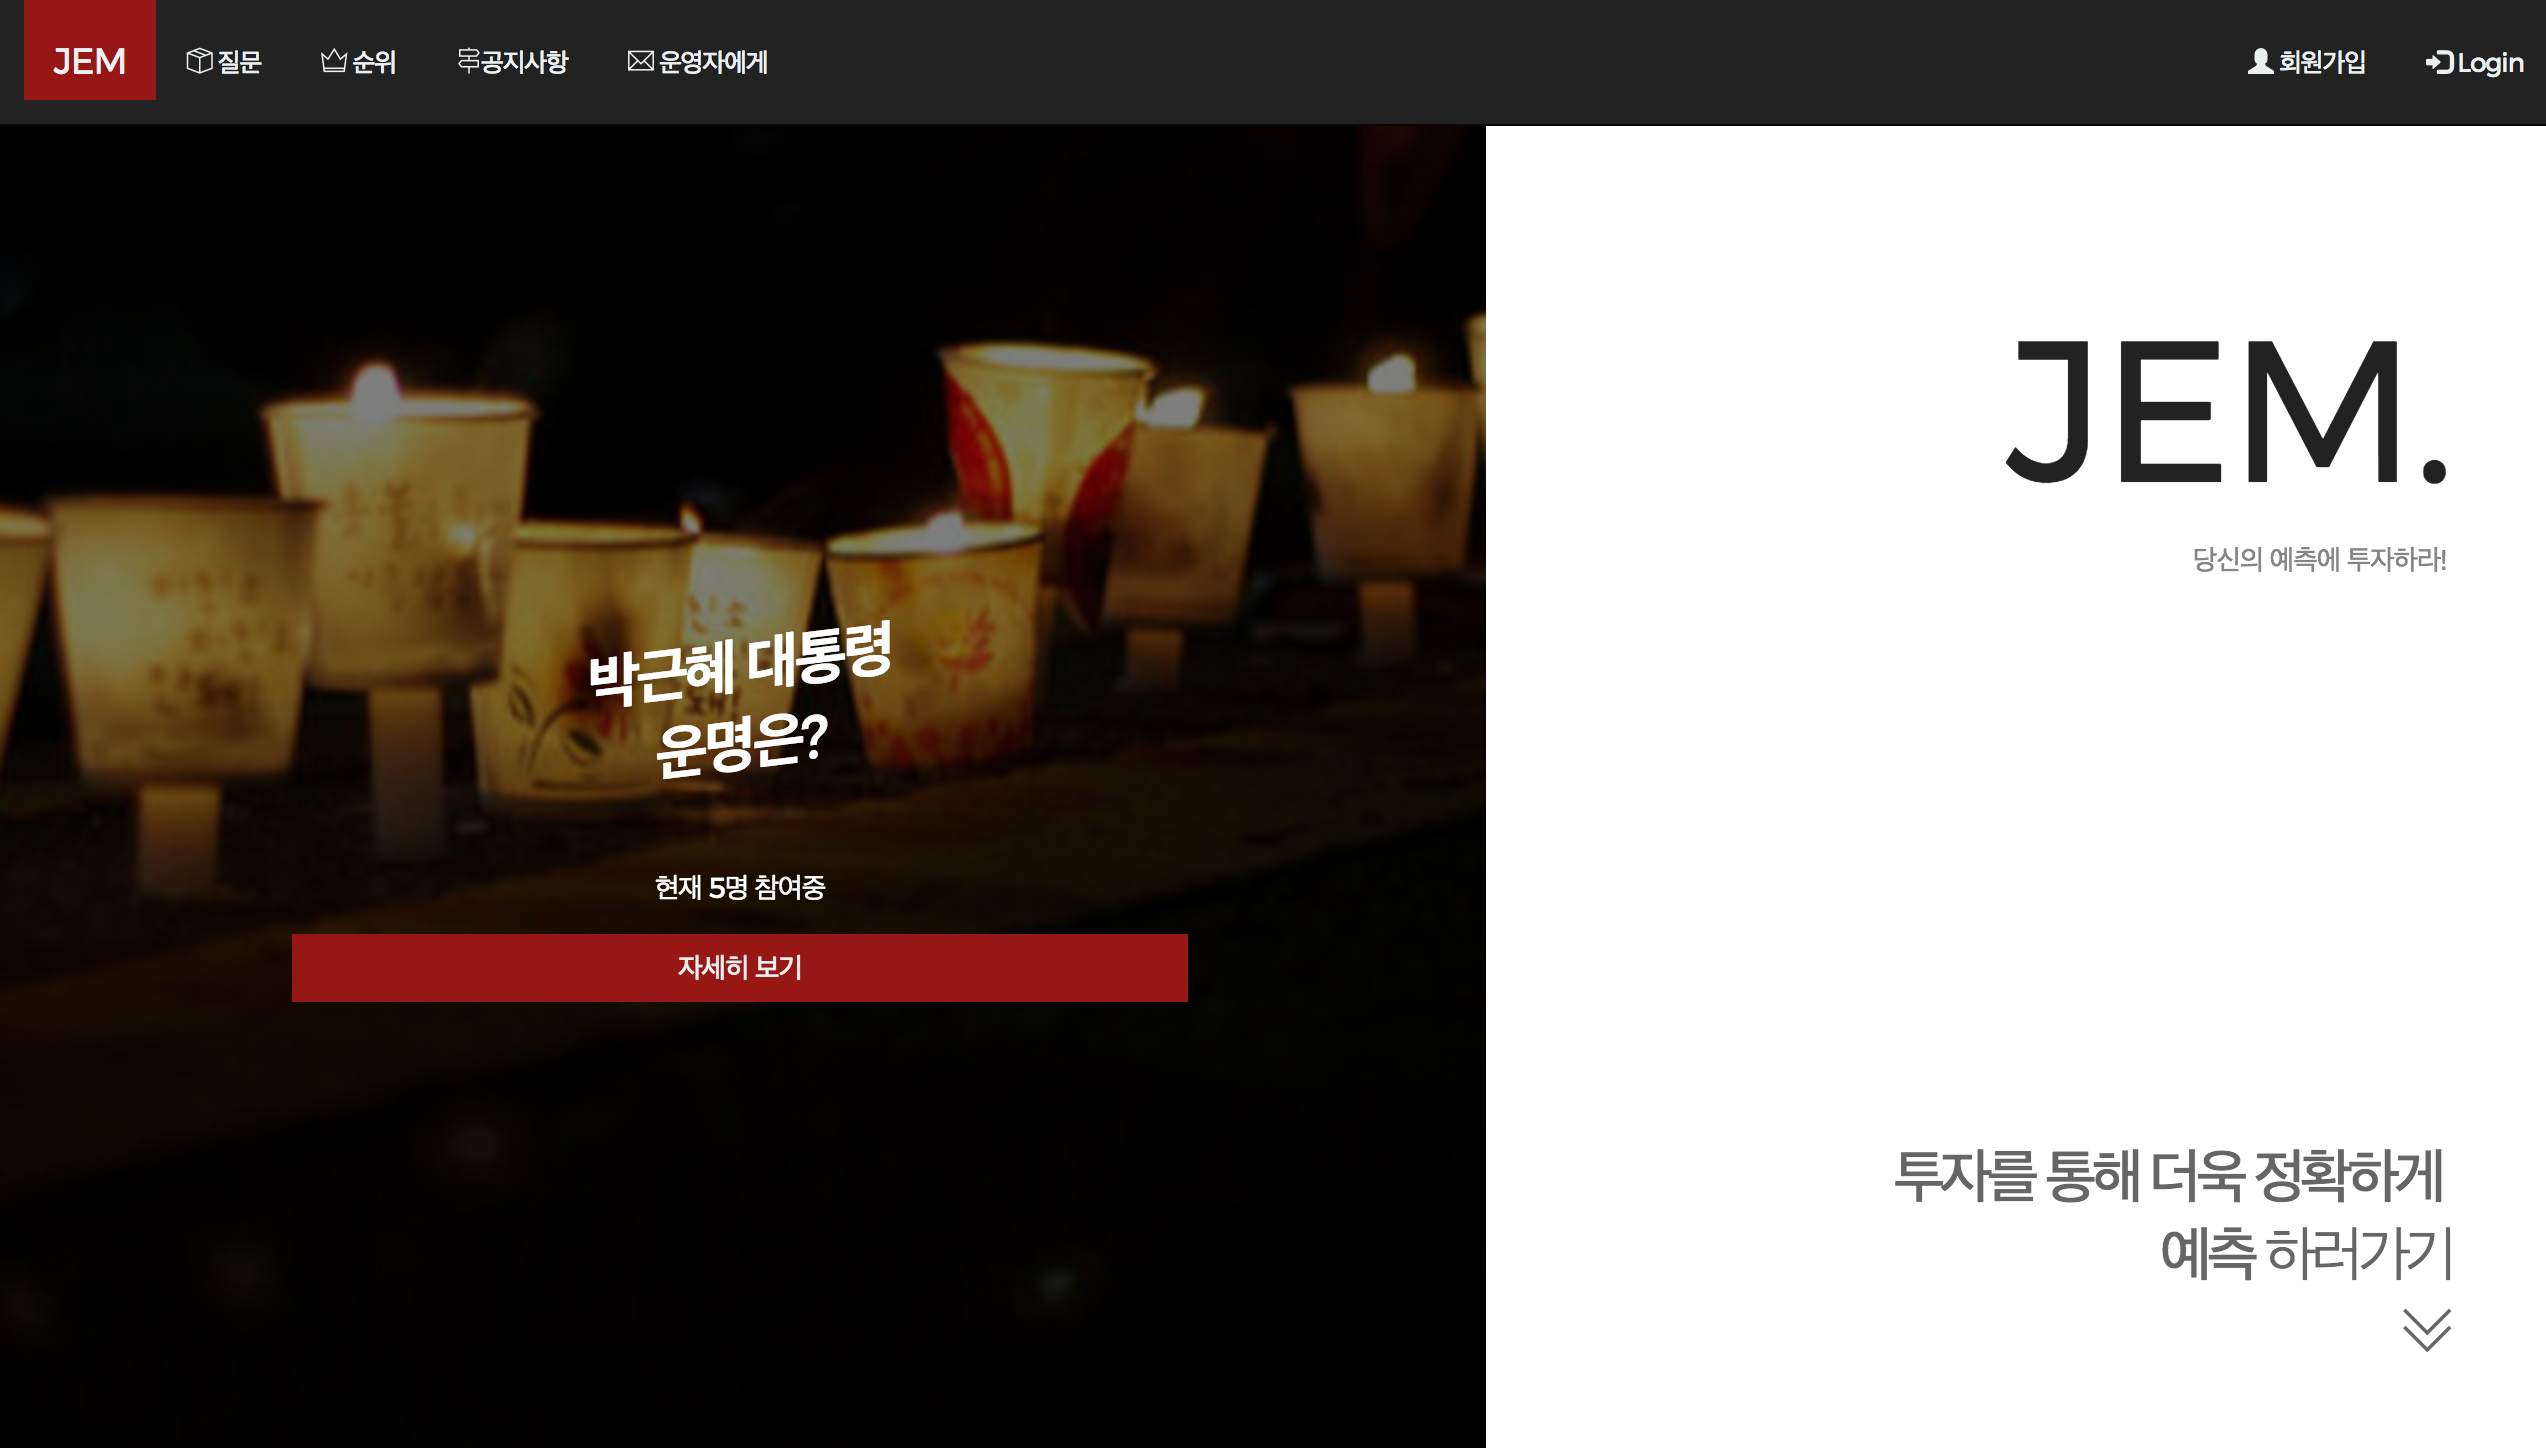 JEM
질문
순위
공지사항
운영자에게
회원가입
Login
박근혜 대통령
운명은?
현재 5명 참여중
자세히 보기
JEM.
당신의 예측에 투자하라!
투자를 통해 더욱 정확하게
예측 하러가기